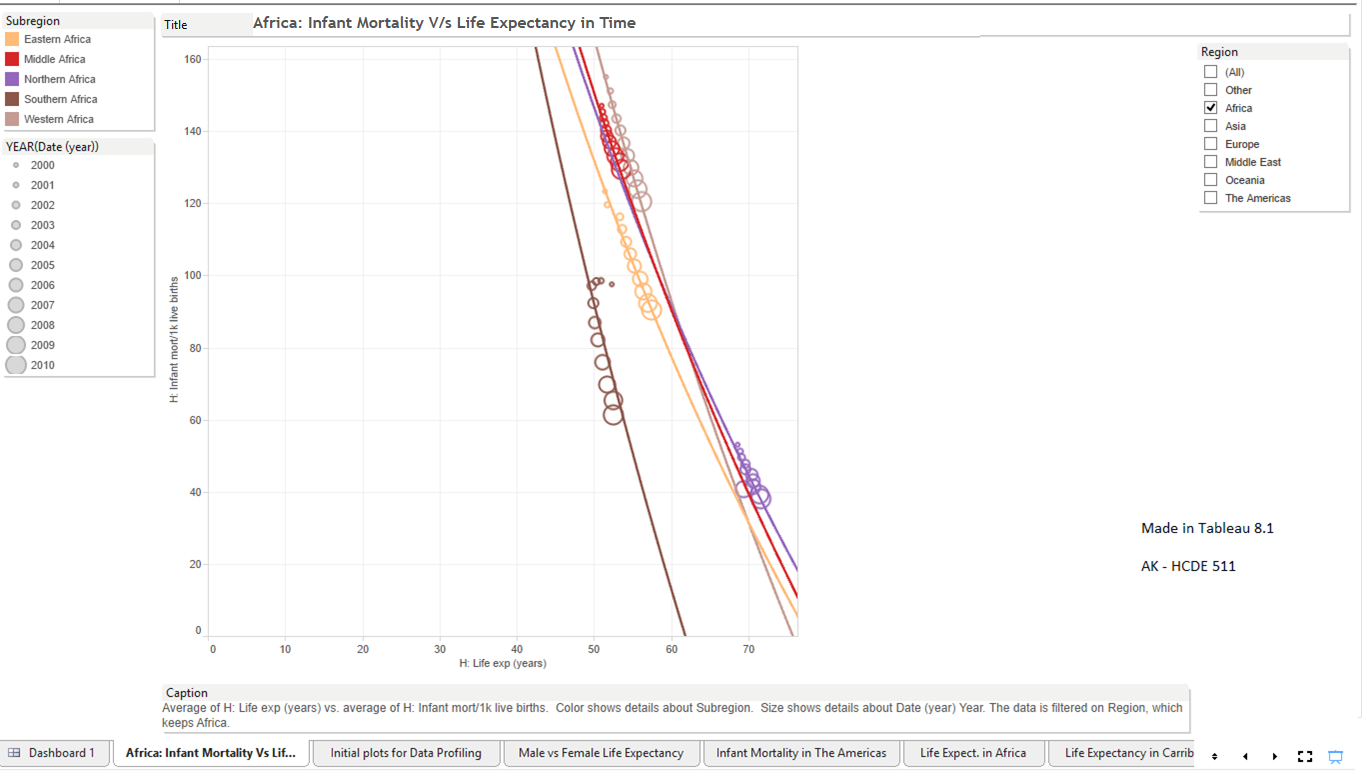 Subregion
Eastern Africa
Middle Africa
Northern Africa
Southern Africa
Western Africa
YEAR(Date (year))
2000
2001
2002
2003
2004
2005
2006
2007
2008
2009
2010
Title
Africa: Infant Mortality V/s Life Expectancy in Time
160
140
120
100
80
60
40
20
0
H: Infant mort/1k live births
0 10 20 30 40 50 60 70
H: Life exp (years)
Region
(All)
Other
Africa
Asia
Europe
Middle East
Oceania
The Americas
Made in Tableau 8.1
AK - HCDE 511
Caption
Average of H: Life exp (years) vs. average of H: Infant mort/1k live births. Color shows details about Subregion. Size shows details about Date (year) Year. The data is filtered on Region, which
keeps Africa.
Dashboard 1 Africa: Infant Mortality Vs Lif... Initial plots for Data Profiling Male vs Female Life Expectancy Infant Mortality in The Americas Life Expect. in Africa Life Expectancy in Carrib